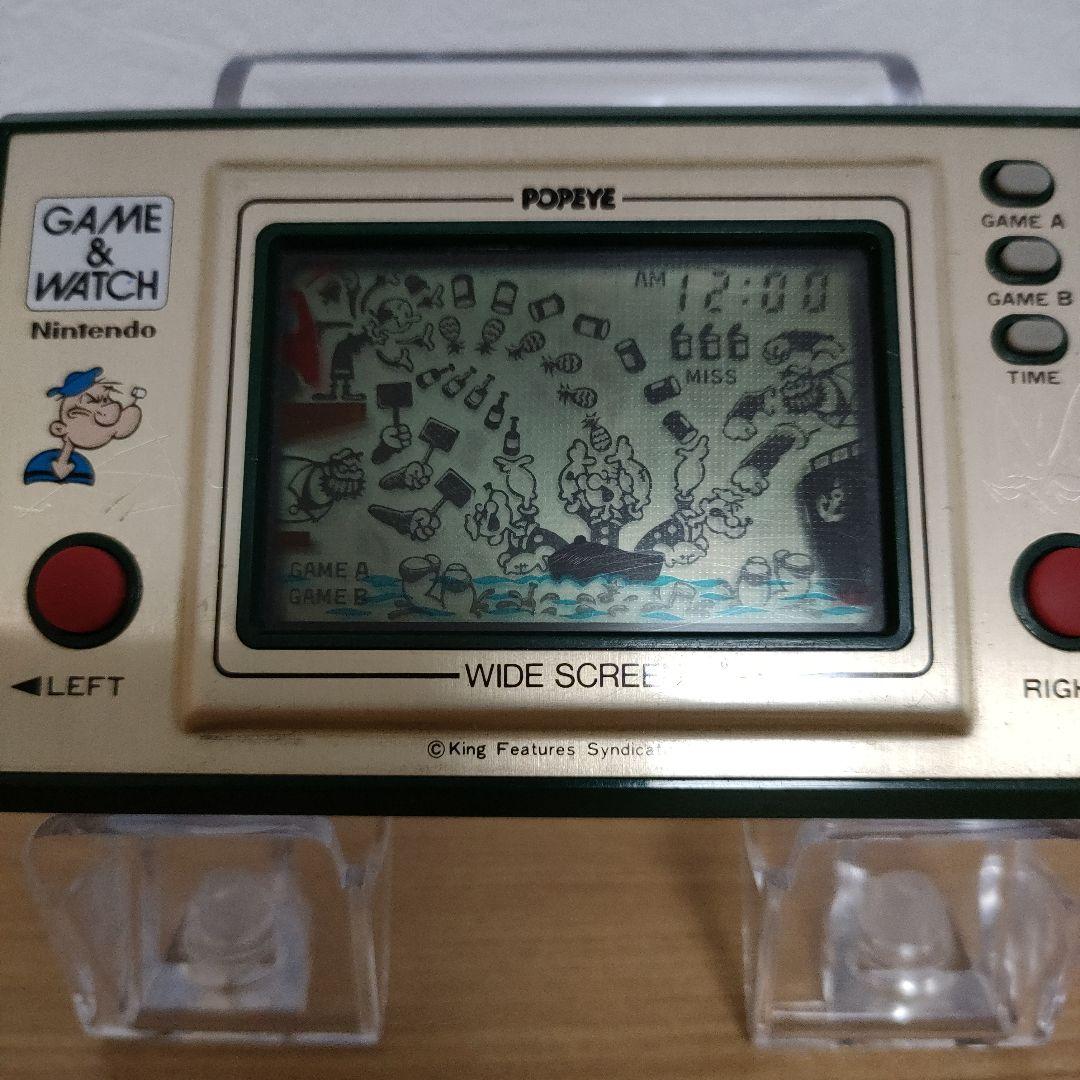 POPEYE
GAME
&
WATCH
Nintendo
GAME A
GAME B
TIME
AM 12:00
MISS
GAME A
GAME B
◀LEFT
WIDE SCREE
RIGH
©King Features Syndica